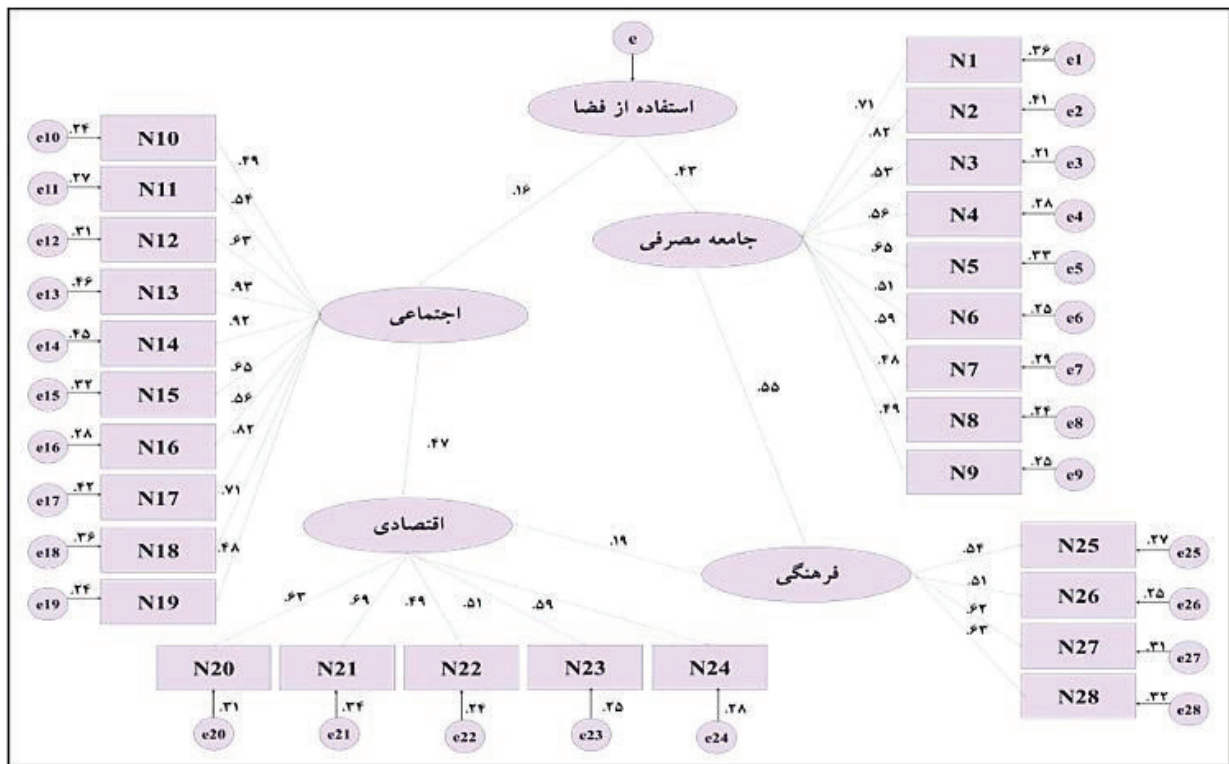 e
استفاده از فضا
.۱۶
.۴۳
جامعه مصرفی
N1
.۳۶
e1
.۷۱
N2
.۴۱
e2
.۸۲
N3
.۲۱
e3
.۵۳
N4
.۲۸
e4
.۵۶
N5
.۳۳
e5
.۶۵
N6
.۲۵
e6
.۵۱
N7
.۲۹
e7
.۵۹
N8
.۲۴
e8
.۴۸
N9
.۲۵
e9
.۴۹
e10
.۲۴
N10
.۴۹
e11
.۲۷
N11
.۵۴
e12
.۳۱
N12
.۶۳
e13
.۴۶
N13
.۹۳
e14
.۴۵
N14
.۹۲
e15
.۳۲
N15
.۶۵
e16
.۲۸
N16
.۵۶
e17
.۴۲
N17
.۸۲
e18
.۳۶
N18
.۷۱
e19
.۲۴
N19
.۴۸
اجتماعی
.۴۷
.۵۵
اقتصادی
.۱۹
فرهنگی
.۶۳
.۶۹
.۴۹
.۵۱
.۵۹
N20
N21
N22
N23
N24
.۳۱
.۳۴
.۲۴
.۲۵
.۲۸
e20
e21
e22
e23
e24
.۵۴
N25
.۲۷
e25
.۵۱
N26
.۲۵
e26
.۶۲
N27
.۳۱
e27
.۶۳
N28
.۳۲
e28